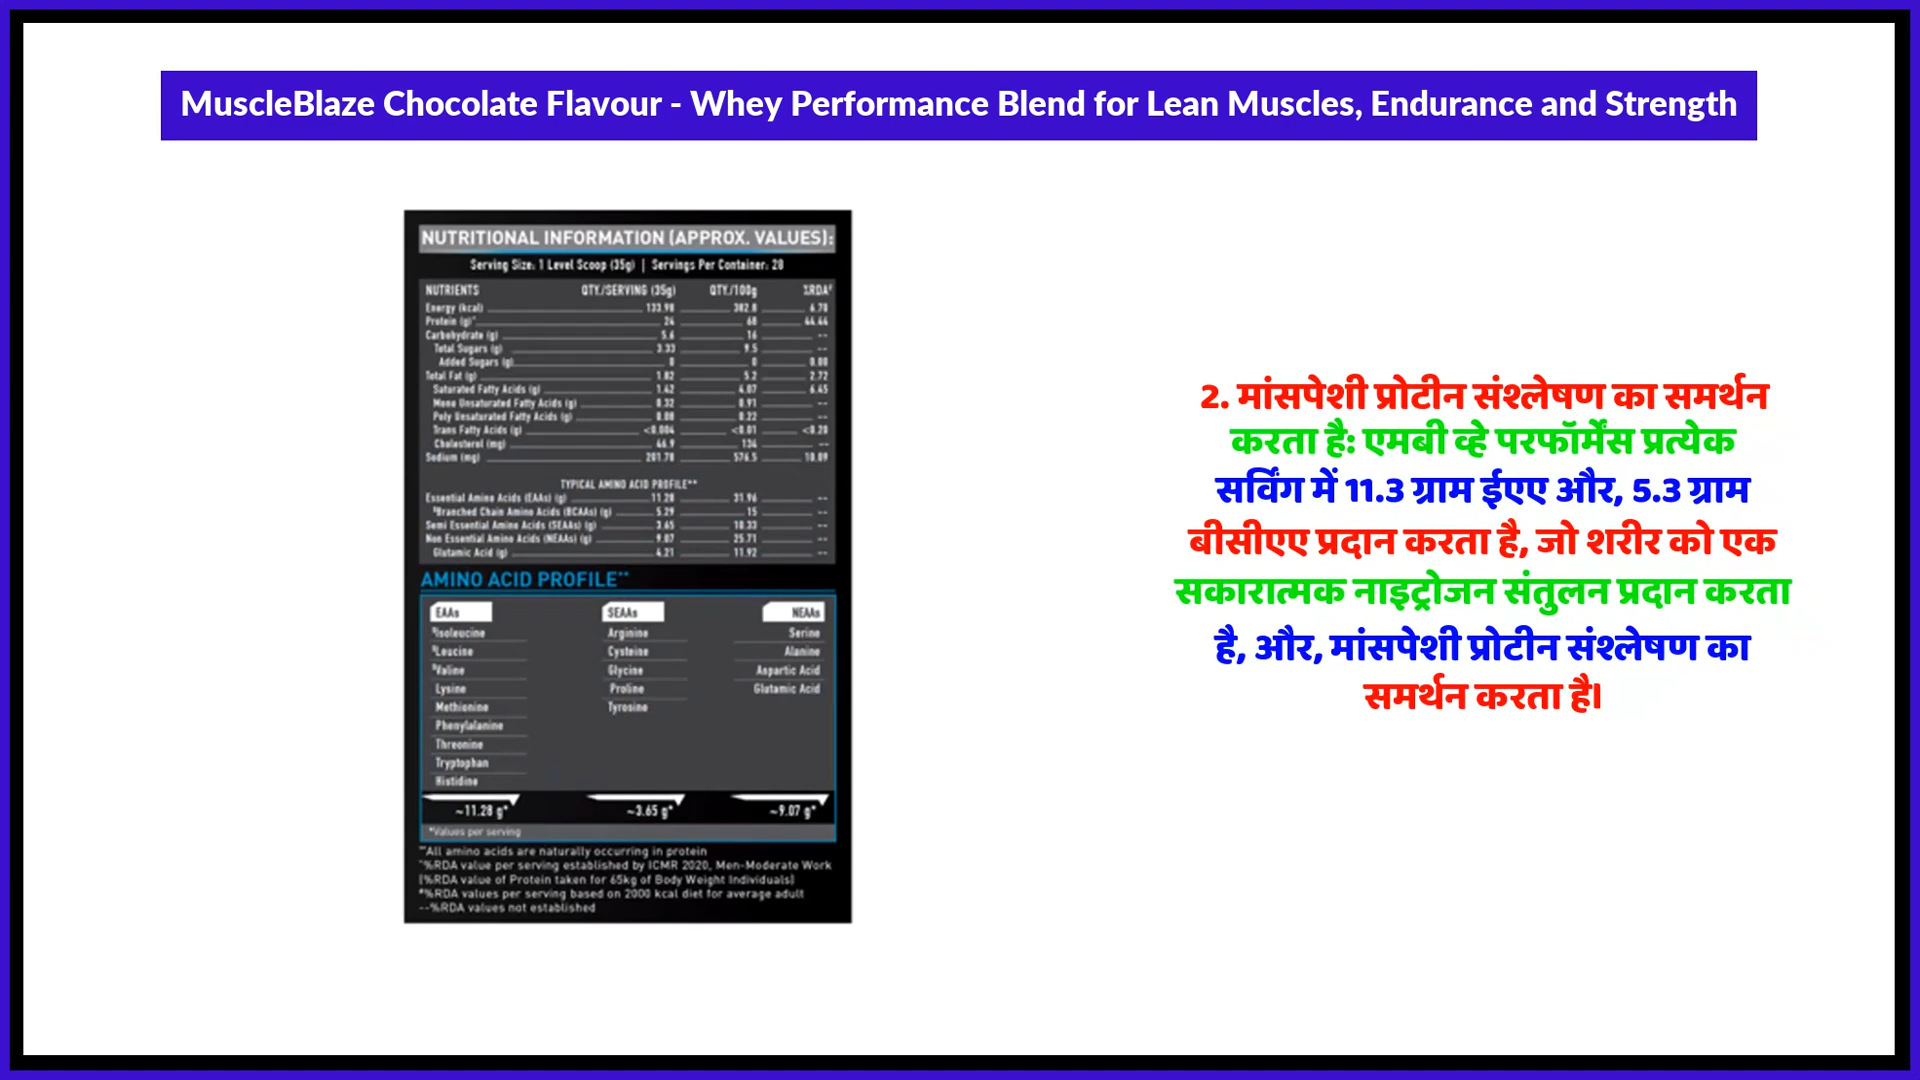 MuscleBlaze Chocolate Flavour - Whey Performance Blend for Lean Muscles, Endurance and Strength
NUTRITIONAL INFORMATION (APPROX. VALUES):
Serving Size: 1 Level Scoop (35g) | Servings Per Container: 28
NUTRIENTS QTY./SERVING (35g) QTY./100g %RDA#
Energy (kcal) 133.98 382.8 6.70
Protein (g)^ 24 68 44.44
Carbohydrate (g) 5.6 16 --
Total Sugars (g) 3.33 9.5 --
Added Sugars (g) 0 0 0.00
Total Fat (g) 1.82 5.2 2.72
Saturated Fatty Acids (g) 1.42 4.07 6.45
Mono Unsaturated Fatty Acids (g) 0.32 0.91 --
Poly Unsaturated Fatty Acids (g) 0.08 0.22 --
Trans Fatty Acids (g) <0.004 <0.01 <0.20
Cholesterol (mg) 46.9 134 --
Sodium (mg) 201.78 576.5 10.09
TYPICAL AMINO ACID PROFILE**
Essential Amino Acids (EAAs) (g) 11.28 31.96 --
#Branched Chain Amino Acids (BCAAs) (g) 5.29 15 --
Semi Essential Amino Acids (SEAAs) (g) 3.65 10.33 --
Non Essential Amino Acids (NEAAs) (g) 9.07 25.71 --
Glutamic Acid (g) 4.21 11.92 --
AMINO ACID PROFILE**
EAAs SEAAs NEAAs
#Isoleucine Arginine Serine
#Leucine Cysteine Alanine
#Valine Glycine Aspartic Acid
Lysine Proline Glutamic Acid
Methionine Tyrosine
Phenylalanine
Threonine
Tryptophan
Histidine
~11.28 g* ~3.65 g* ~9.07 g*
*Values per serving
**All amino acids are naturally occurring in protein
^%RDA value per serving established by ICMR 2020, Men-Moderate Work
(%RDA value of Protein taken for 65kg of Body Weight Individuals)
#%RDA values per serving based on 2000 kcal diet for average adult
--%RDA values not established
2. मांसपेशी प्रोटीन संश्लेषण का समर्थन
करता है: एमबी व्हे परफॉर्मेंस प्रत्येक
सर्विंग में 11.3 ग्राम ईएए और, 5.3 ग्राम
बीसीएए प्रदान करता है, जो शरीर को एक
सकारात्मक नाइट्रोजन संतुलन प्रदान करता
है, और, मांसपेशी प्रोटीन संश्लेषण का
समर्थन करता है।